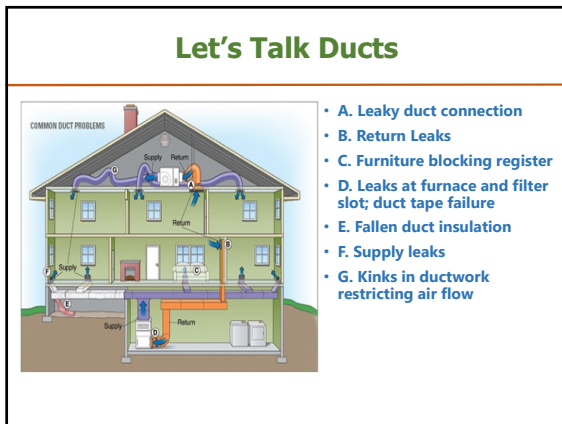 Let's Talk Ducts
COMMON DUCT PROBLEMS
G
Supply
Return
A
Return
B
F
Supply
C
E
Supply
Return
D
• A. Leaky duct connection
• B. Return Leaks
• C. Furniture blocking register
• D. Leaks at furnace and filter
slot; duct tape failure
• E. Fallen duct insulation
• F. Supply leaks
• G. Kinks in ductwork
restricting air flow